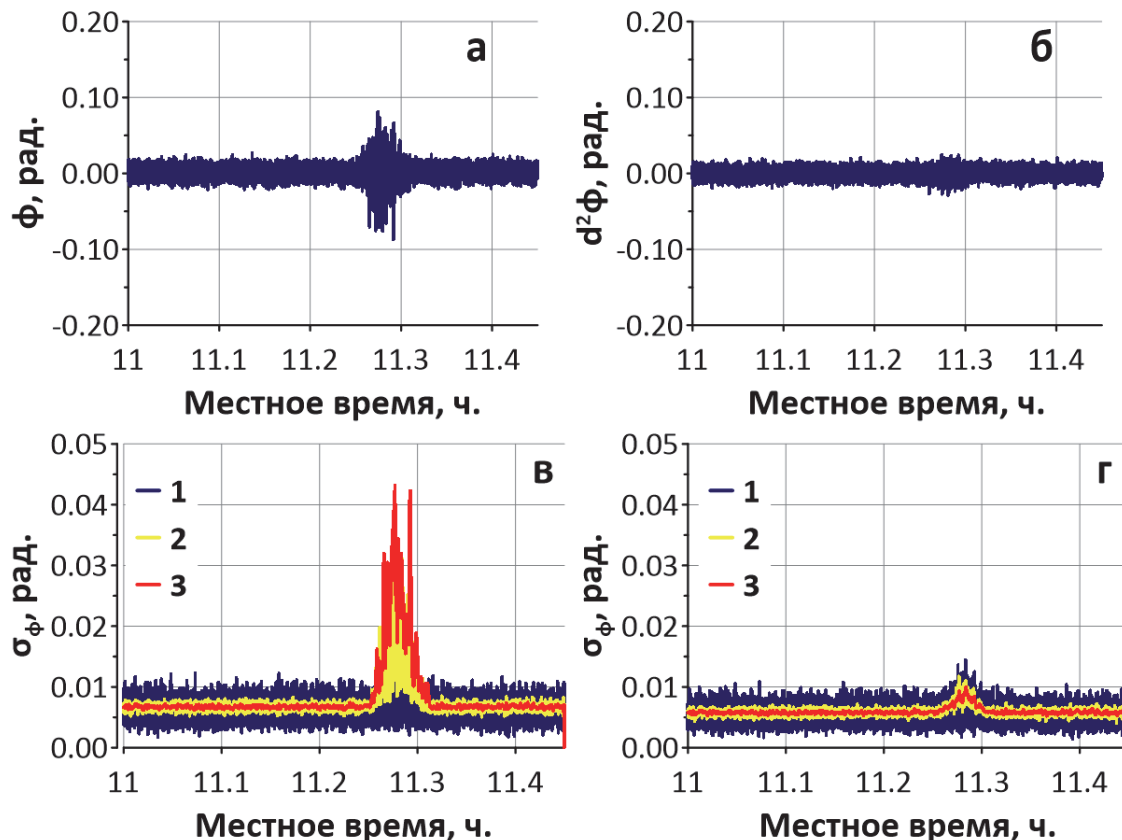 а
ф, рад.
0.20
0.10
0.00
-0.10
-0.20
11 11.1 11.2 11.3 11.4
Местное время, ч.
б
d²ф, рад.
0.20
0.10
0.00
-0.10
-0.20
11 11.1 11.2 11.3 11.4
Местное время, ч.
в
σф, рад.
0.05
0.04
0.03
0.02
0.01
0.00
1
2
3
11 11.1 11.2 11.3 11.4
Местное время, ч.
г
σф, рад.
0.05
0.04
0.03
0.02
0.01
0.00
1
2
3
11 11.1 11.2 11.3 11.4
Местное время, ч.